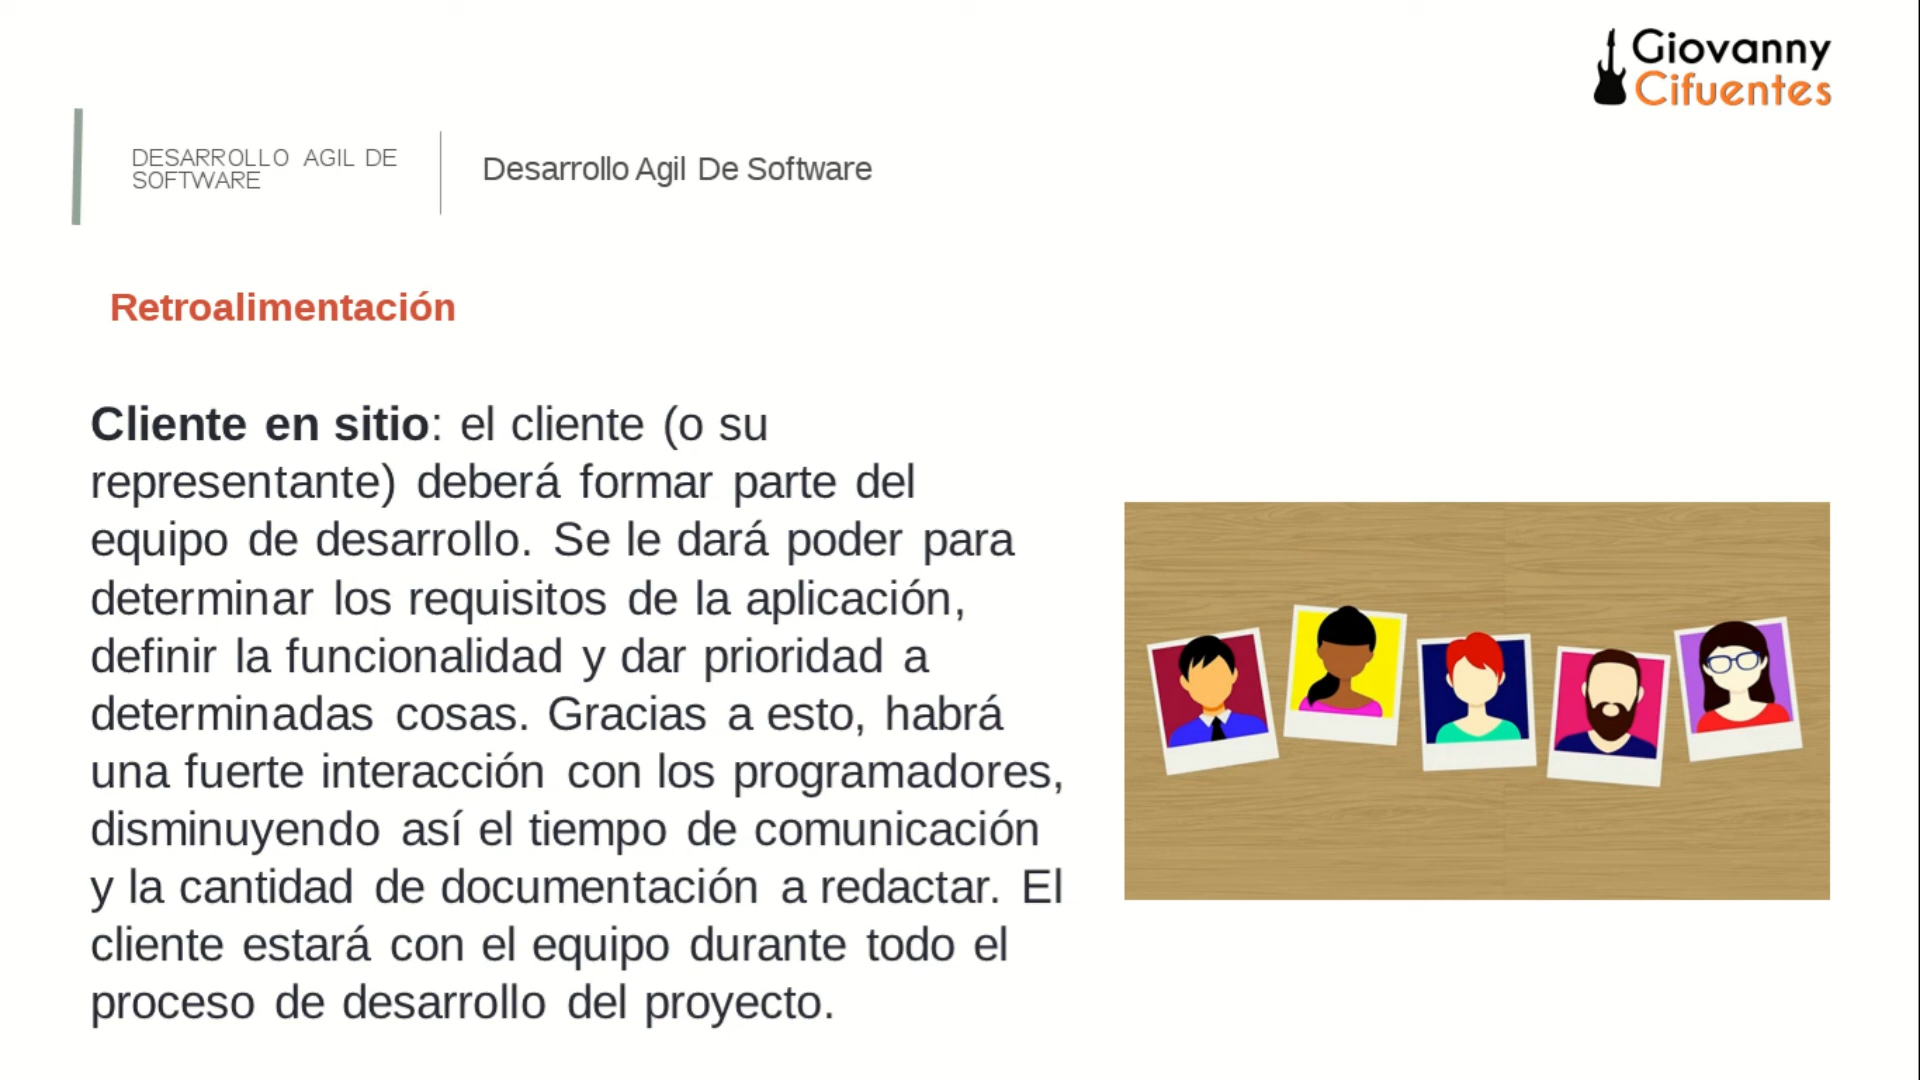 Giovanny
Cifuentes
DESARROLLO AGIL DE
SOFTWARE
Desarrollo Agil De Software
Retroalimentación
Cliente en sitio: el cliente (o su
representante) deberá formar parte del
equipo de desarrollo. Se le dará poder para
determinar los requisitos de la aplicación,
definir la funcionalidad y dar prioridad a
determinadas cosas. Gracias a esto, habrá
una fuerte interacción con los programadores,
disminuyendo así el tiempo de comunicación
y la cantidad de documentación a redactar. El
cliente estará con el equipo durante todo el
proceso de desarrollo del proyecto.